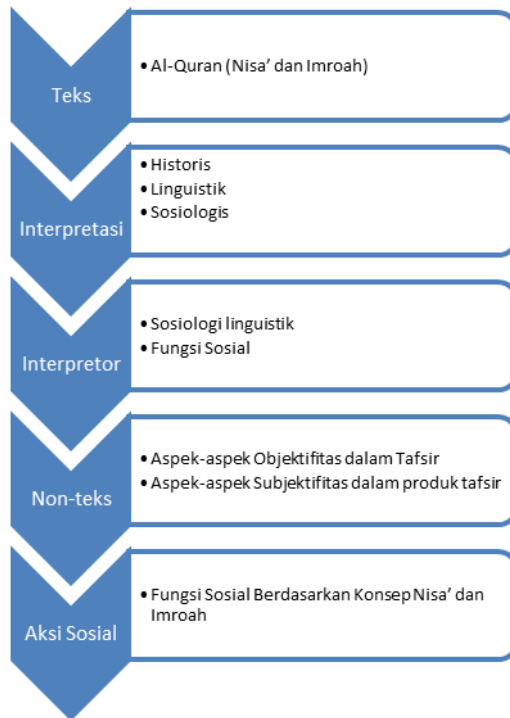 Teks
• Al-Quran (Nisa’ dan Imroah)
Interpretasi
• Historis
• Linguistik
• Sosiologis
Interpretor
• Sosiologi linguistik
• Fungsi Sosial
Non-teks
• Aspek-aspek Objektifitas dalam Tafsir
• Aspek-aspek Subjektifitas dalam produk tafsir
Aksi Sosial
• Fungsi Sosial Berdasarkan Konsep Nisa’ dan
Imroah